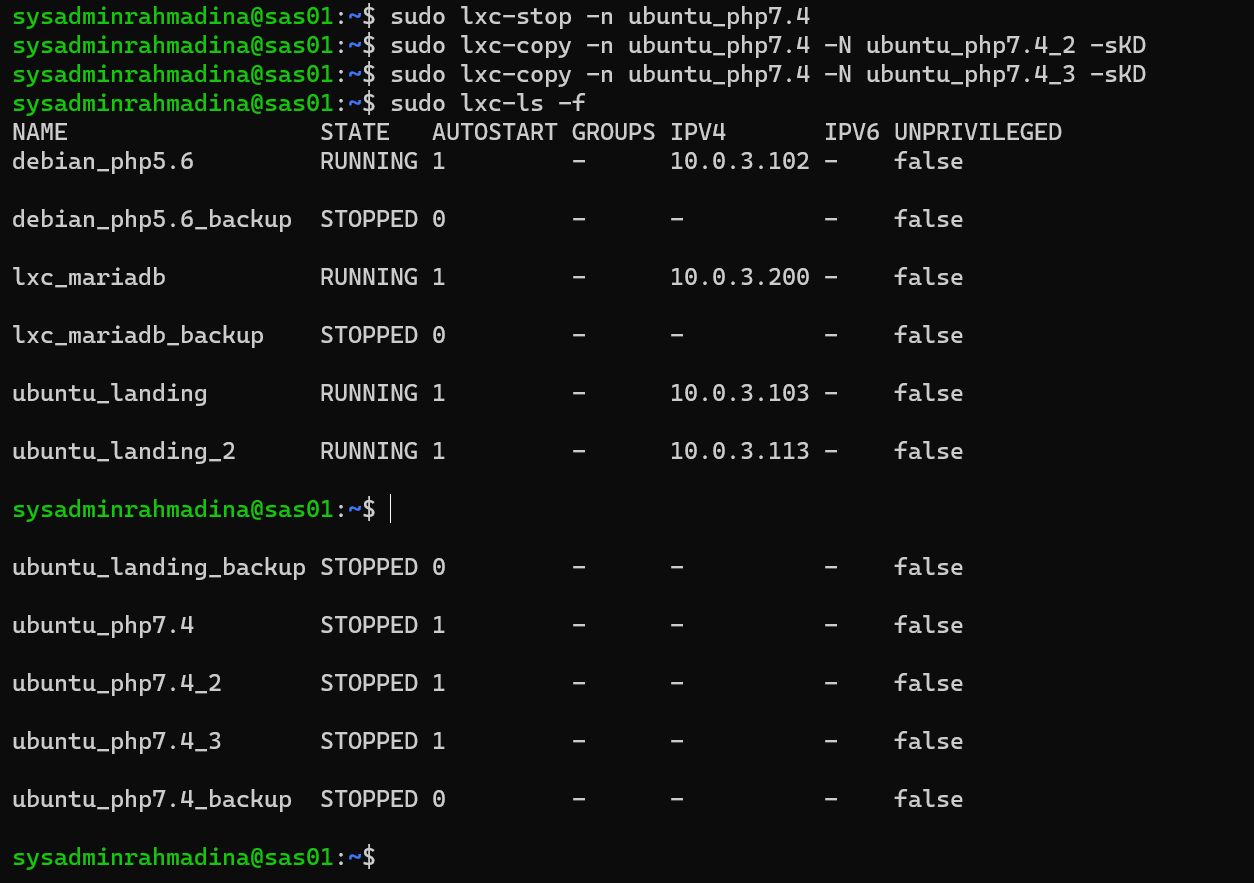 sysadminrahmadina@sas01:~$ sudo lxc-stop -n ubuntu_php7.4
sysadminrahmadina@sas01:~$ sudo lxc-copy -n ubuntu_php7.4 -N ubuntu_php7.4_2 -sKD
sysadminrahmadina@sas01:~$ sudo lxc-copy -n ubuntu_php7.4 -N ubuntu_php7.4_3 -sKD
sysadminrahmadina@sas01:~$ sudo lxc-ls -f
NAME                  STATE   AUTOSTART GROUPS IPV4       IPV6 UNPRIVILEGED
debian_php5.6         RUNNING 1         -      10.0.3.102 -    false
debian_php5.6_backup  STOPPED 0         -      -          -    false
lxc_mariadb           RUNNING 1         -      10.0.3.200 -    false
lxc_mariadb_backup    STOPPED 0         -      -          -    false
ubuntu_landing        RUNNING 1         -      10.0.3.103 -    false
ubuntu_landing_2      RUNNING 1         -      10.0.3.113 -    false
sysadminrahmadina@sas01:~$
ubuntu_landing_backup STOPPED 0         -      -          -    false
ubuntu_php7.4         STOPPED 1         -      -          -    false
ubuntu_php7.4_2       STOPPED 1         -      -          -    false
ubuntu_php7.4_3       STOPPED 1         -      -          -    false
ubuntu_php7.4_backup  STOPPED 0         -      -          -    false
sysadminrahmadina@sas01:~$